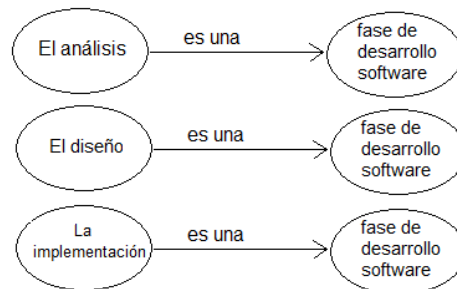 El análisis
es una
fase de
desarrollo
software
El diseño
es una
fase de
desarrollo
software
La
implementación
es una
fase de
desarrollo
software